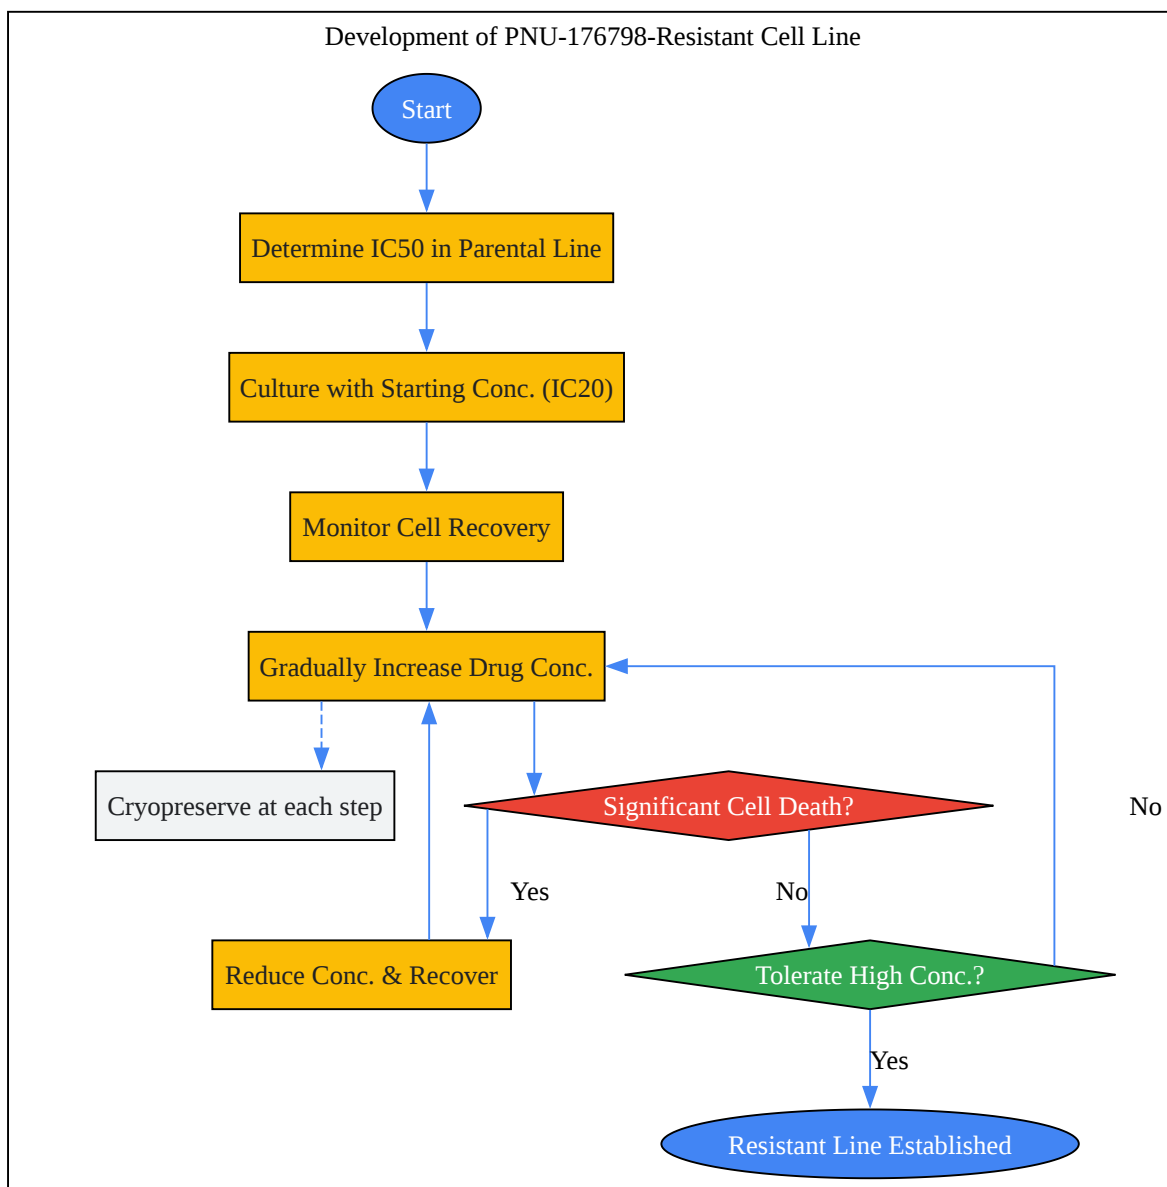 Development of PNU-176798-Resistant Cell Line
Start
Determine IC50 in Parental Line
Culture with Starting Conc. (IC20)
Monitor Cell Recovery
Gradually Increase Drug Conc.
Cryopreserve at each step
Significant Cell Death?
No
Yes
No
Reduce Conc. & Recover
Tolerate High Conc.?
Yes
Resistant Line Established